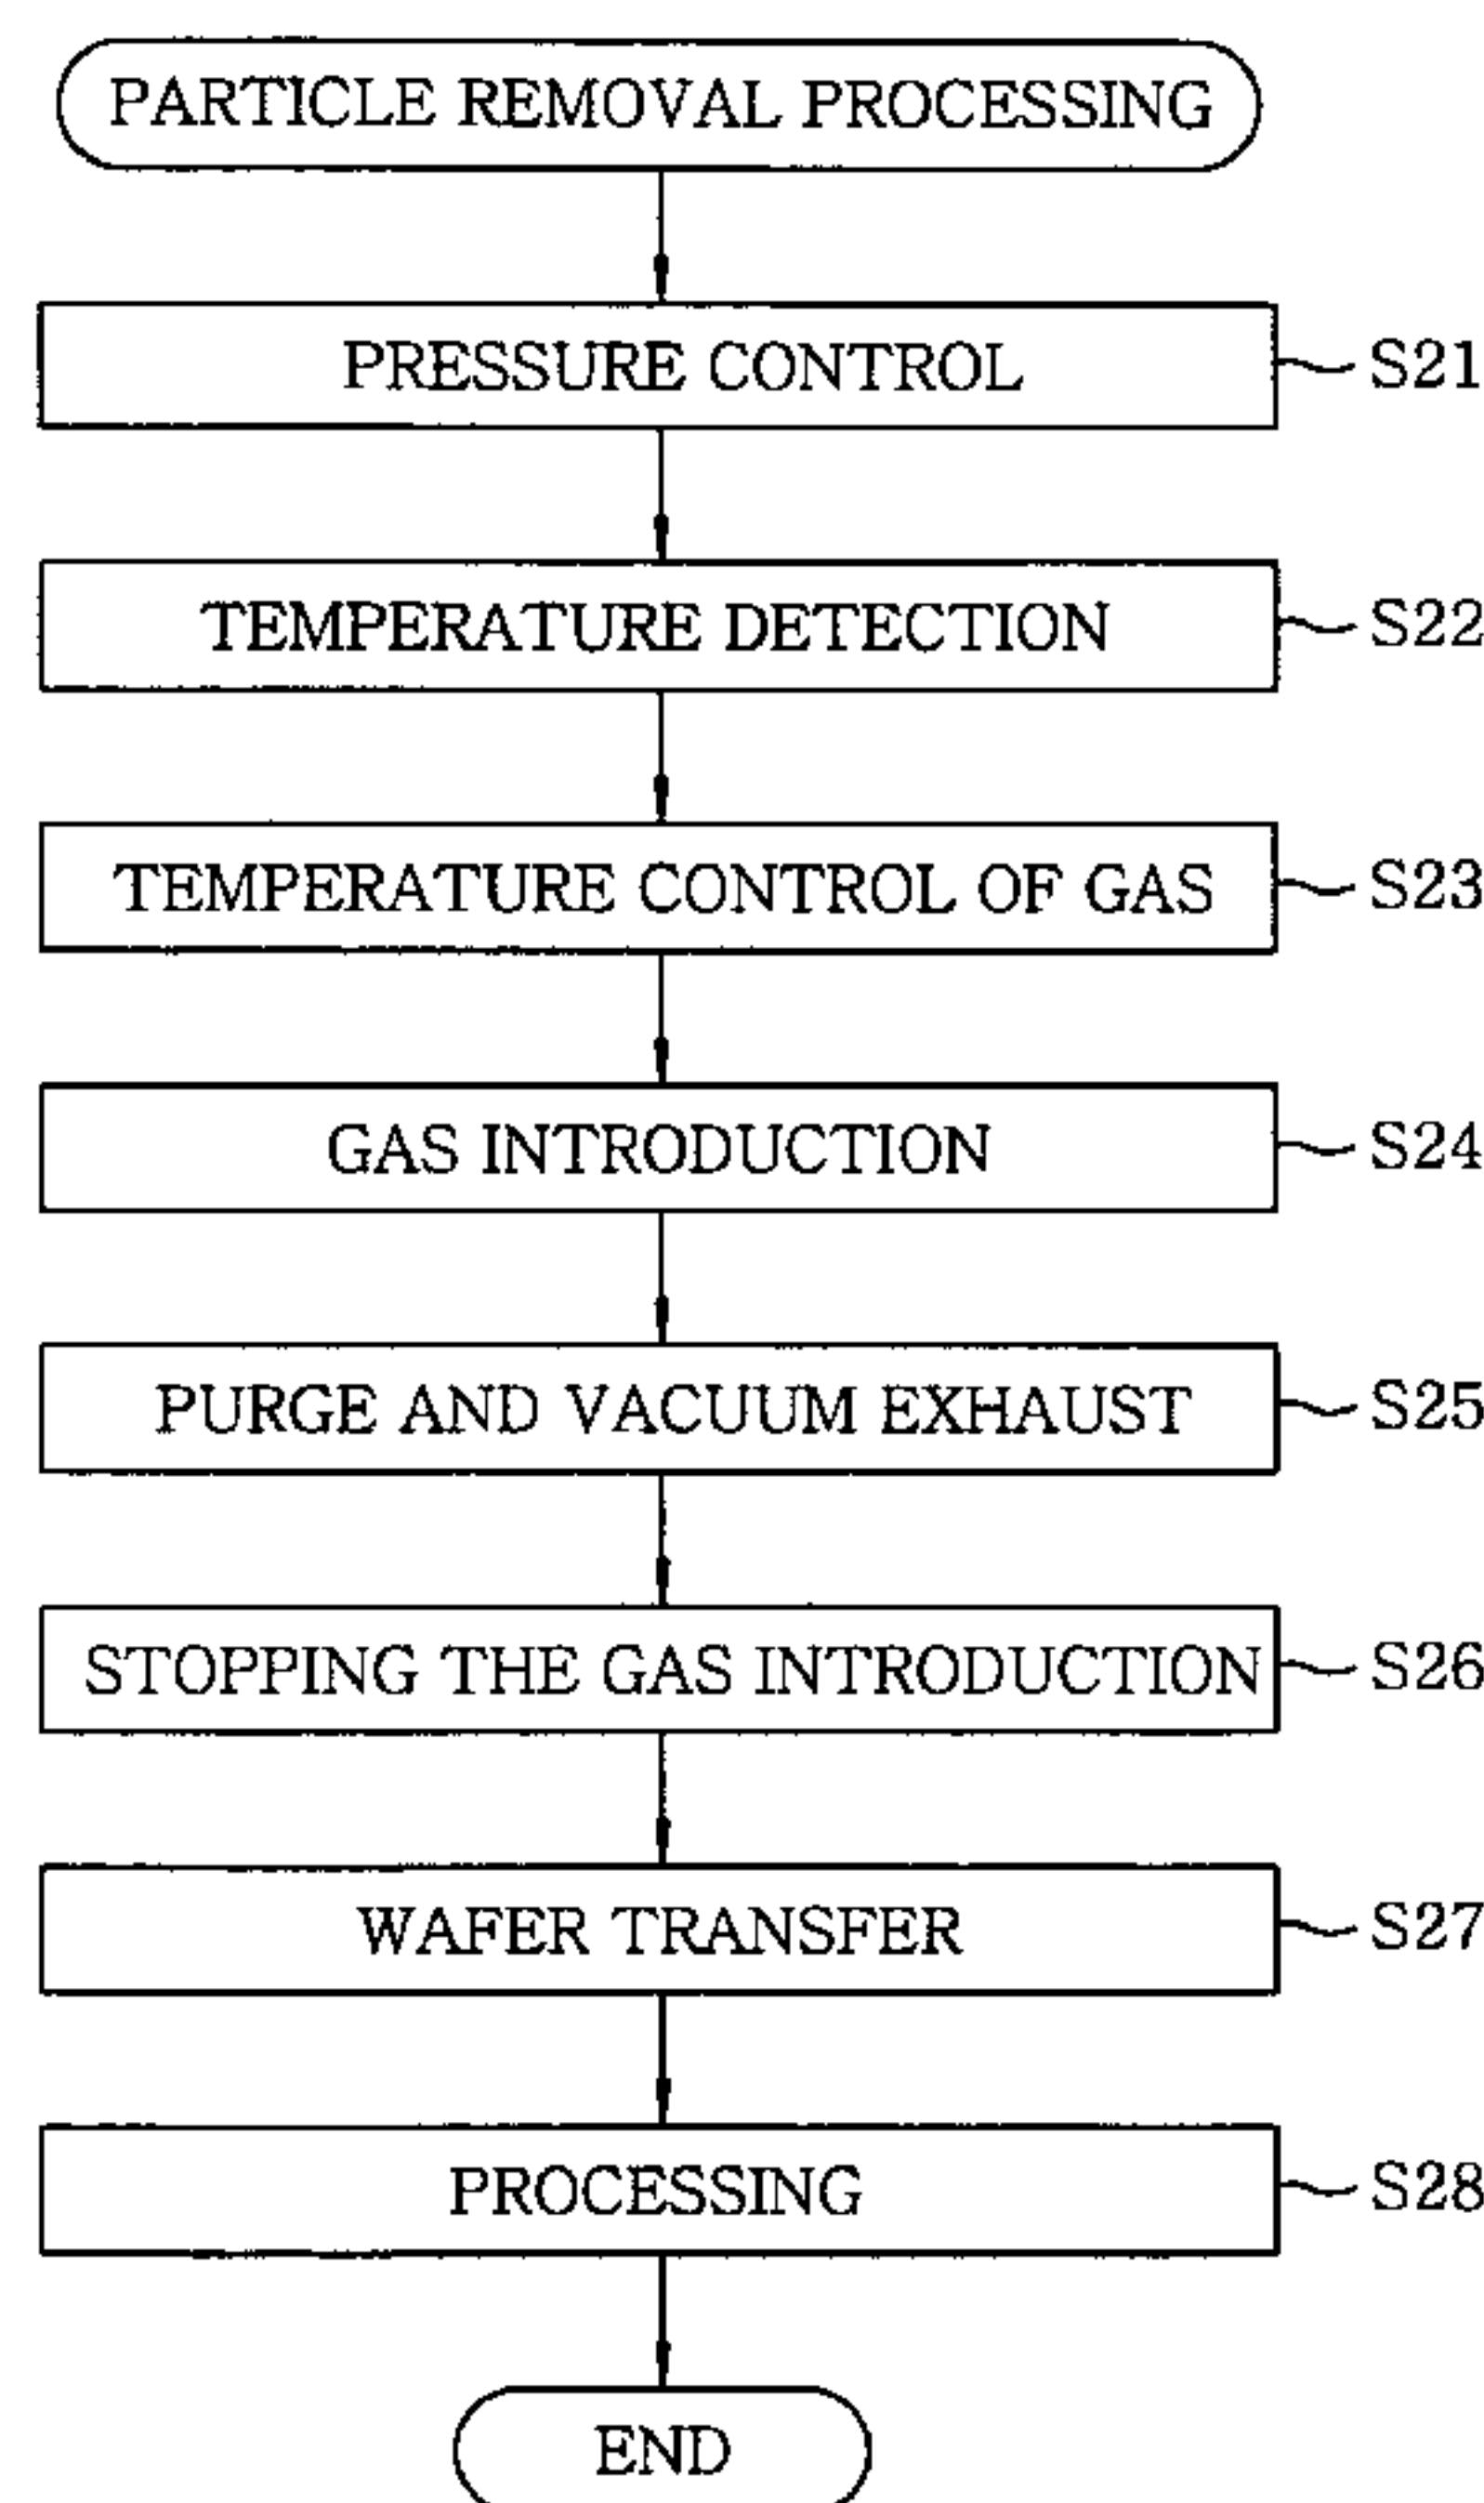 PARTICLE REMOVAL PROCESSING
PRESSURE CONTROL S21
TEMPERATURE DETECTION S22
TEMPERATURE CONTROL OF GAS S23
GAS INTRODUCTION S24
PURGE AND VACUUM EXHAUST S25
STOPPING THE GAS INTRODUCTION S26
WAFER TRANSFER S27
PROCESSING S28
END